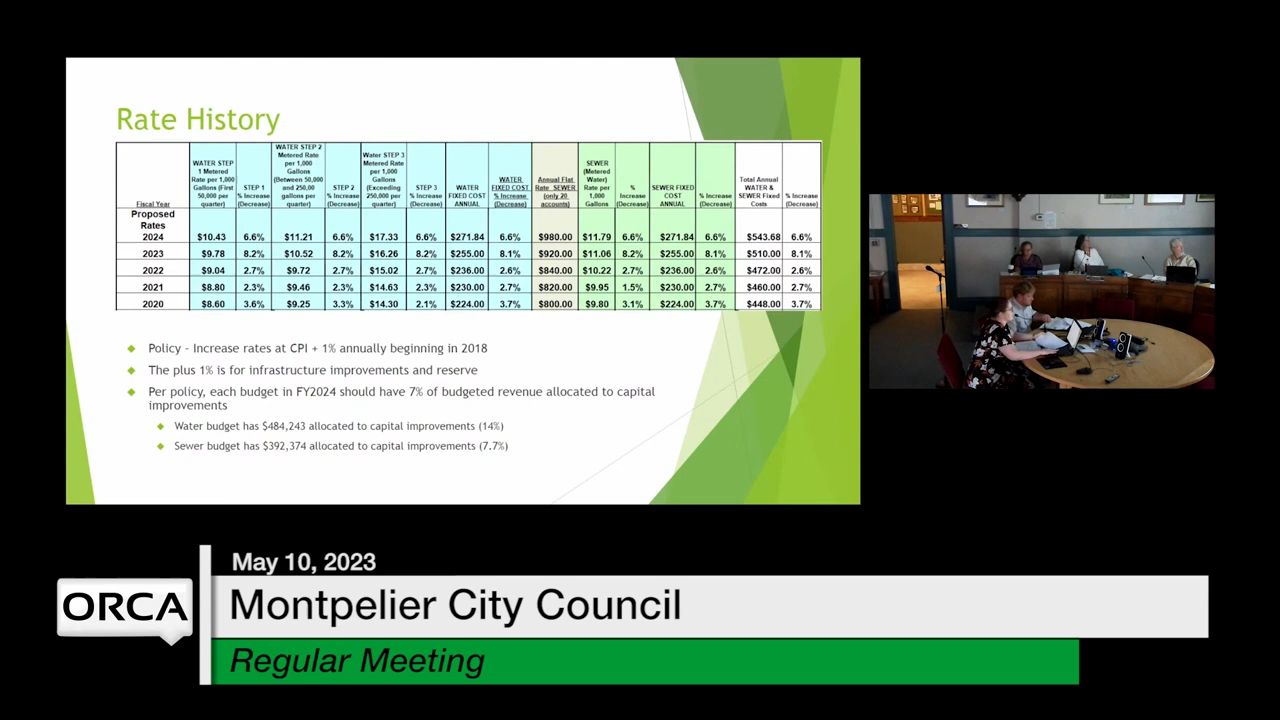 Rate History
Fiscal Year
WATER STEP
1 Metered
Rate per 1,000
Gallons (First
50,000 per
quarter)
STEP 1
% Increase
(Decrease)
WATER STEP 2
Metered Rate
per 1,000
Gallons
(Between 50,000
and 250,00
gallons per
quarter)
STEP 2
% Increase
(Decrease)
Water STEP 3
Metered Rate
per 1,000
Gallons
(Exceeding
250,000 per
quarter)
STEP 3
% Increase
(Decrease)
WATER
FIXED COST
ANNUAL
WATER
FIXED COST
% Increase
(Decrease)
Annual Flat
Rate SEWER
(only 20
accounts)
SEWER
(Metered
Water)
Rate per
1,000
Gallons
%
Increase
(Decrease)
SEWER FIXED
COST
ANNUAL
% Increase
(Decrease)
Total Annual
WATER &
SEWER Fixed
Costs
% Increase
(Decrease)
Proposed
Rates
2024 $10.43 6.6% $11.21 6.6% $17.33 6.6% $271.84 6.6% $980.00 $11.79 6.6% $271.84 6.6% $543.68 6.6%
2023 $9.78 8.2% $10.52 8.2% $16.26 8.2% $255.00 8.1% $920.00 $11.06 8.2% $255.00 8.1% $510.00 8.1%
2022 $9.04 2.7% $9.72 2.7% $15.02 2.7% $236.00 2.6% $840.00 $10.22 2.7% $236.00 2.6% $472.00 2.6%
2021 $8.80 2.3% $9.46 2.3% $14.63 2.3% $230.00 2.7% $820.00 $9.95 1.5% $230.00 2.7% $460.00 2.7%
2020 $8.60 3.6% $9.25 3.3% $14.30 2.1% $224.00 3.7% $800.00 $9.80 3.1% $224.00 3.7% $448.00 3.7%
Policy – Increase rates at CPI + 1% annually beginning in 2018
The plus 1% is for infrastructure improvements and reserve
Per policy, each budget in FY2024 should have 7% of budgeted revenue allocated to capital
improvements
Water budget has $484,243 allocated to capital improvements (14%)
Sewer budget has $392,374 allocated to capital improvements (7.7%)
May 10, 2023
ORCA
Montpelier City Council
Regular Meeting